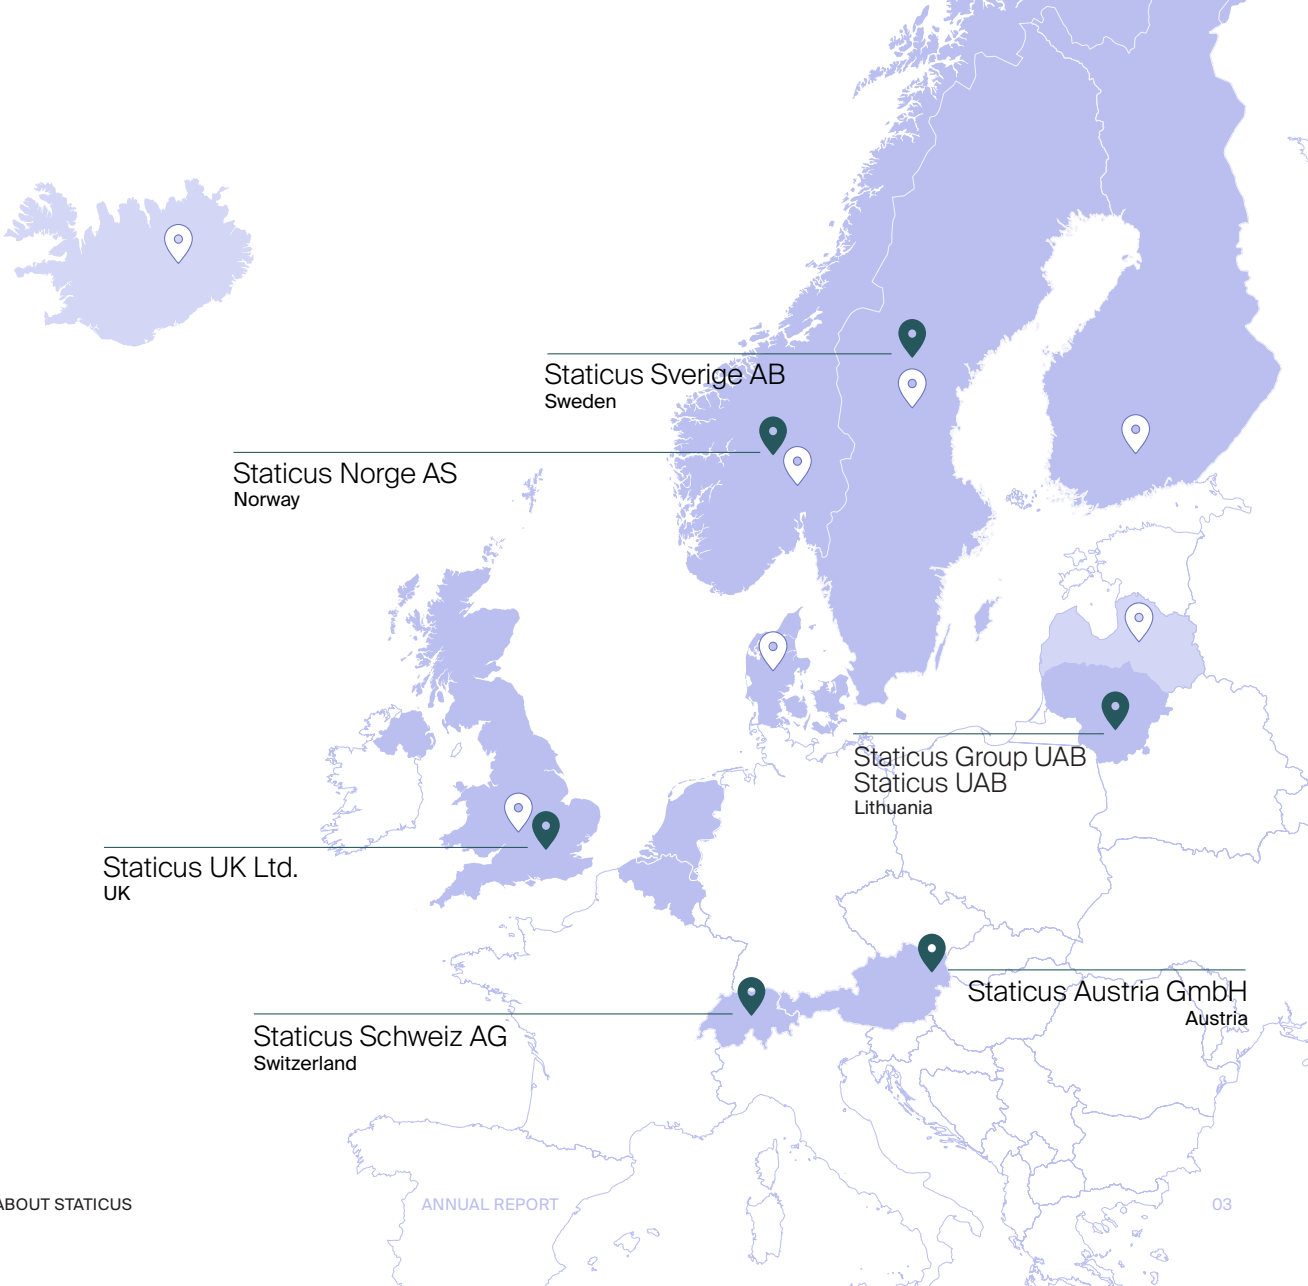 Staticus Sverige AB
Sweden
Staticus Norge AS
Norway
Staticus Group UAB
Staticus UAB
Lithuania
Staticus UK Ltd.
UK
Staticus Austria GmbH
Austria
Staticus Schweiz AG
Switzerland
ABOUT STATICUS
ANNUAL REPORT
03